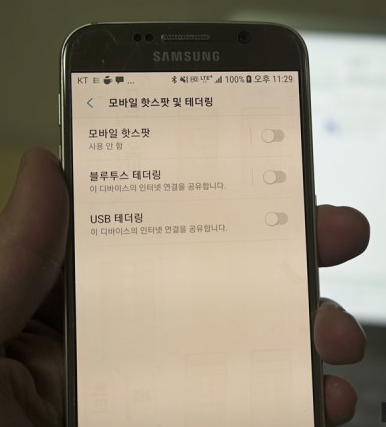 SAMSUNG
KT ... LTE 100% 오후 11:29
모바일 핫스팟 및 테더링
모바일 핫스팟
사용 안 함
블루투스 테더링
이 디바이스의 인터넷 연결을 공유합니다.
USB 테더링
이 디바이스의 인터넷 연결을 공유합니다.